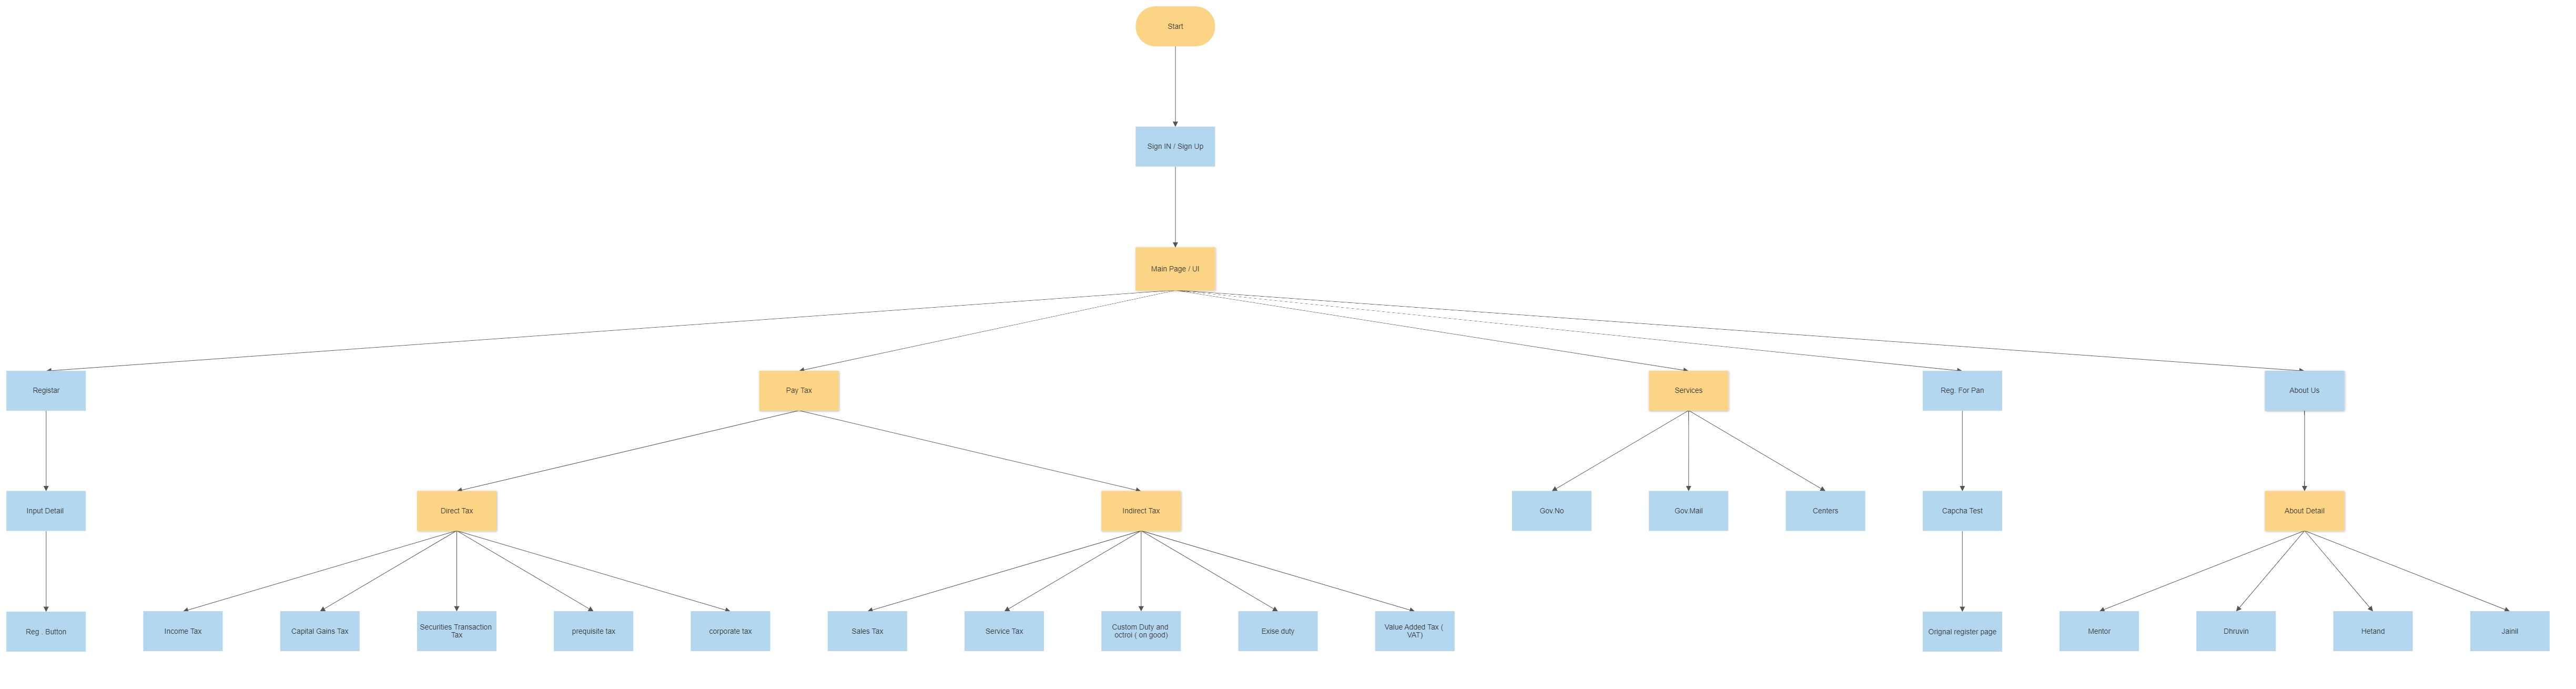 Start
Sign IN / Sign Up
Main Page / UI
Registar
Pay Tax
Services
Reg. For Pan
About Us
Input Detail
Direct Tax
Indirect Tax
Gov.No
Gov.Mail
Centers
Capcha Test
About Detail
Reg . Button
Income Tax
Capital Gains Tax
Securities Transaction
Tax
prequisite tax
corporate tax
Sales Tax
Service Tax
Custom Duty and
octroi ( on good)
Exise duty
Value Added Tax (
VAT)
Orignal register page
Mentor
Dhruvin
Hetand
Jainil